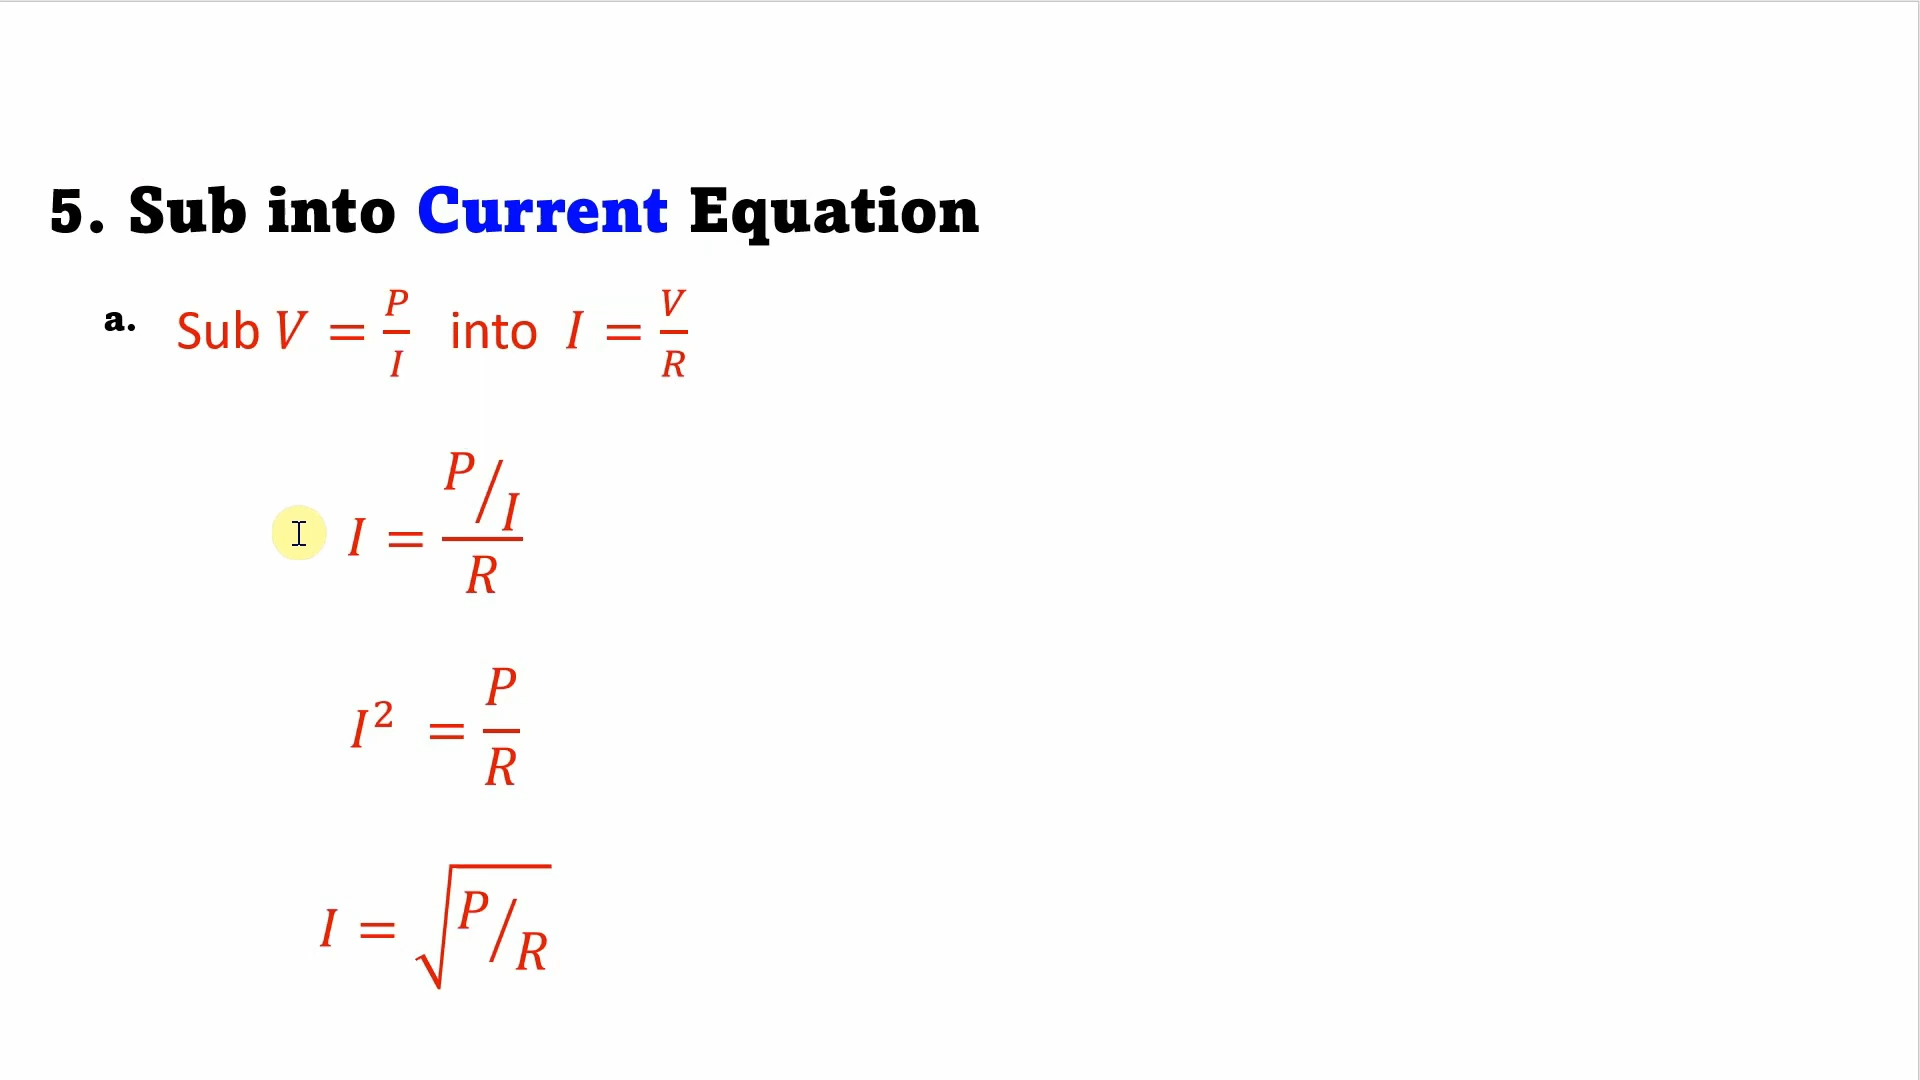 5. Sub into Current Equation
a. Sub V = P/I into I = V/R
I = (P/I)/R
I² = P/R
I = √(P/R)